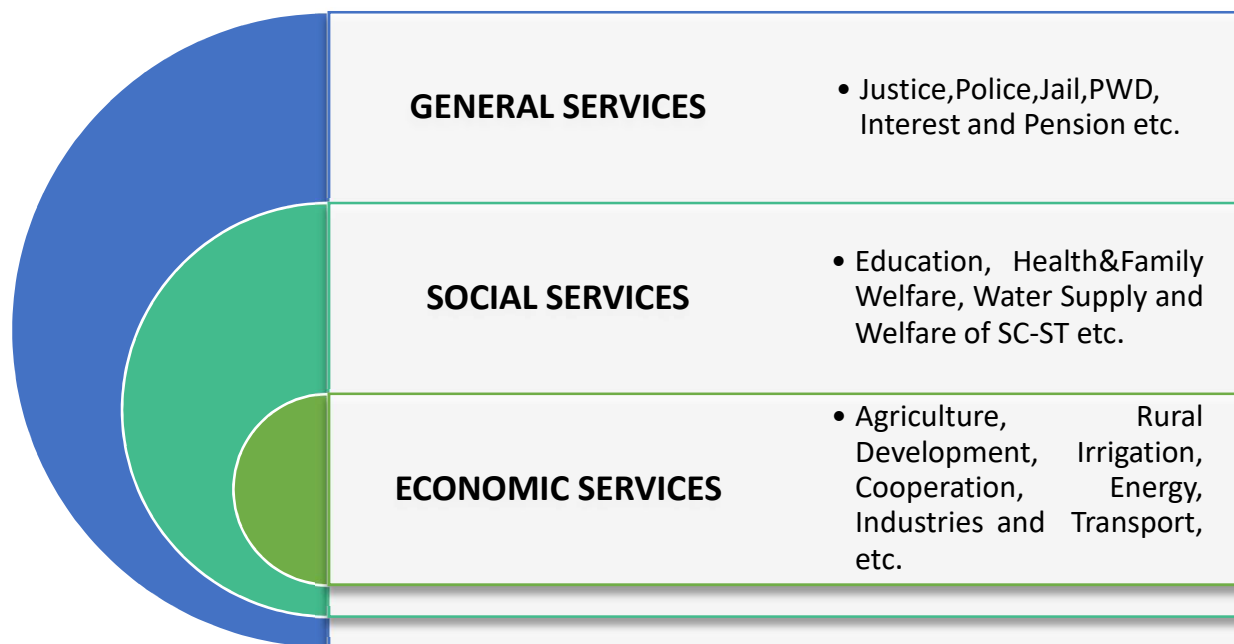 GENERAL SERVICES
• Justice,Police,Jail,PWD,
Interest and Pension etc.
SOCIAL SERVICES
• Education, Health&Family
Welfare, Water Supply and
Welfare of SC-ST etc.
ECONOMIC SERVICES
• Agriculture, Rural
Development, Irrigation,
Cooperation, Energy,
Industries and Transport,
etc.